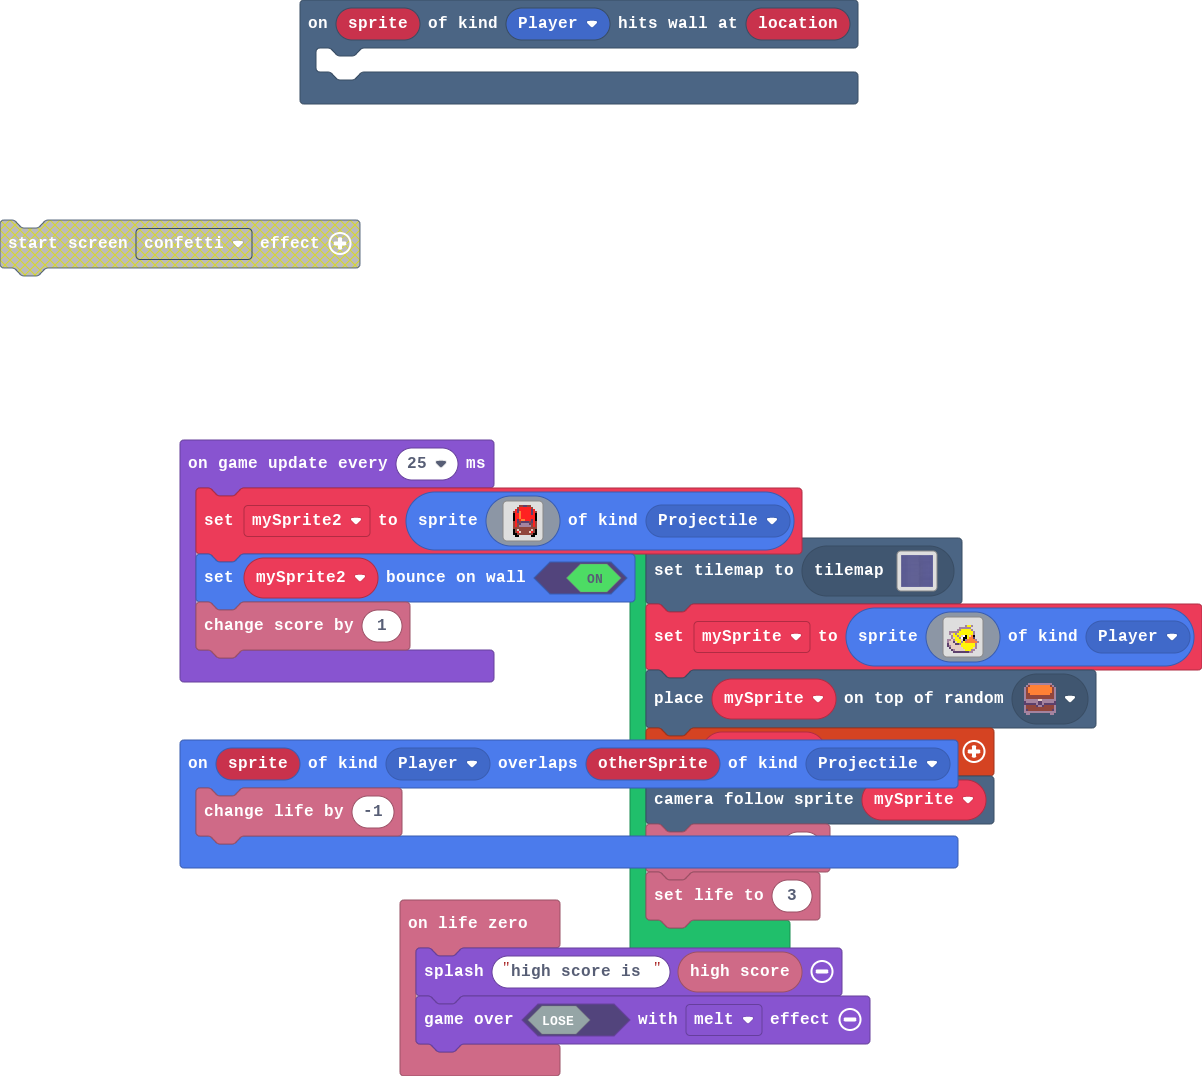 on sprite of kind Player hits wall at location
start screen confetti effect
on game update every 25 ms
set mySprite2 to sprite of kind Projectile
set mySprite2 bounce on wall ON
change score by 1
set tilemap to tilemap
set mySprite to sprite of kind Player
place mySprite on top of random
on sprite of kind Player overlaps otherSprite of kind Projectile
change life by -1
camera follow sprite mySprite
set life to 3
on life zero
splash "high score is " high score
game over LOSE with melt effect